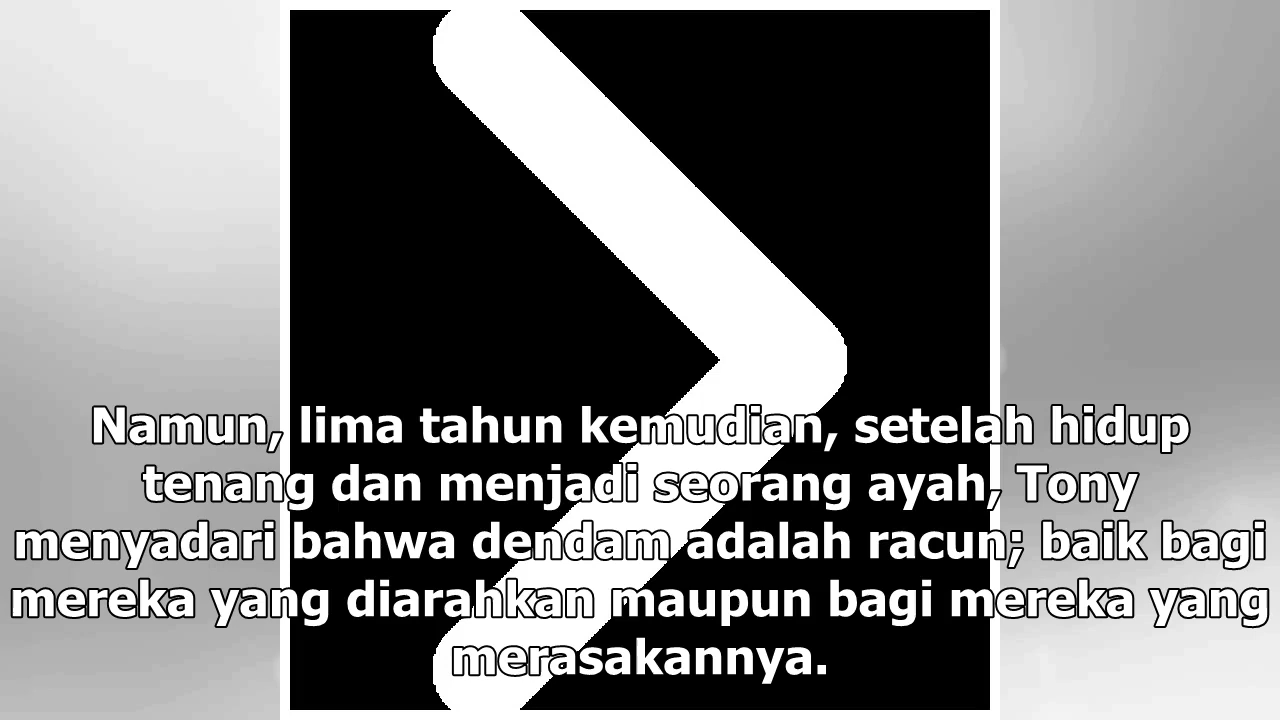 Namun, lima tahun kemudian, setelah hidup
tenang dan menjadi seorang ayah, Tony
menyadari bahwa dendam adalah racun; baik bagi
mereka yang diarahkan maupun bagi mereka yang
merasakannya.